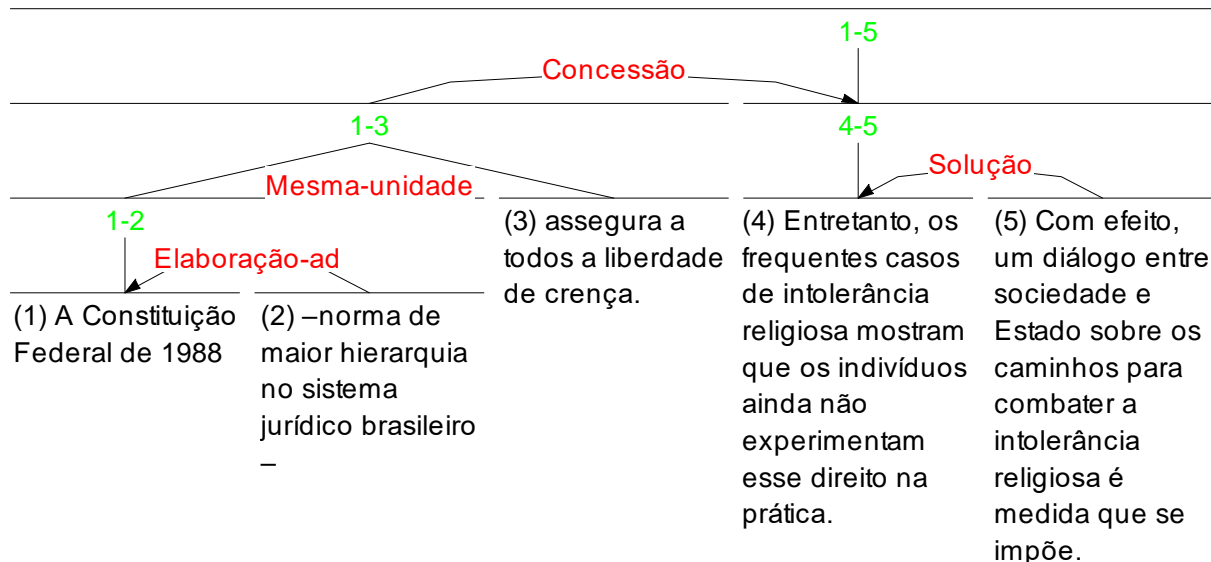 1-5
Concessão
1-3
4-5
Mesma-unidade
Solução
1-2
Elaboração-ad
(1) A Constituição
Federal de 1988
(2) –norma de
maior hierarquia
no sistema
jurídico brasileiro
–
(3) assegura a
todos a liberdade
de crença.
(4) Entretanto, os
frequentes casos
de intolerância
religiosa mostram
que os indivíduos
ainda não
experimentam
esse direito na
prática.
(5) Com efeito,
um diálogo entre
sociedade e
Estado sobre os
caminhos para
combater a
intolerância
religiosa é
medida que se
impõe.